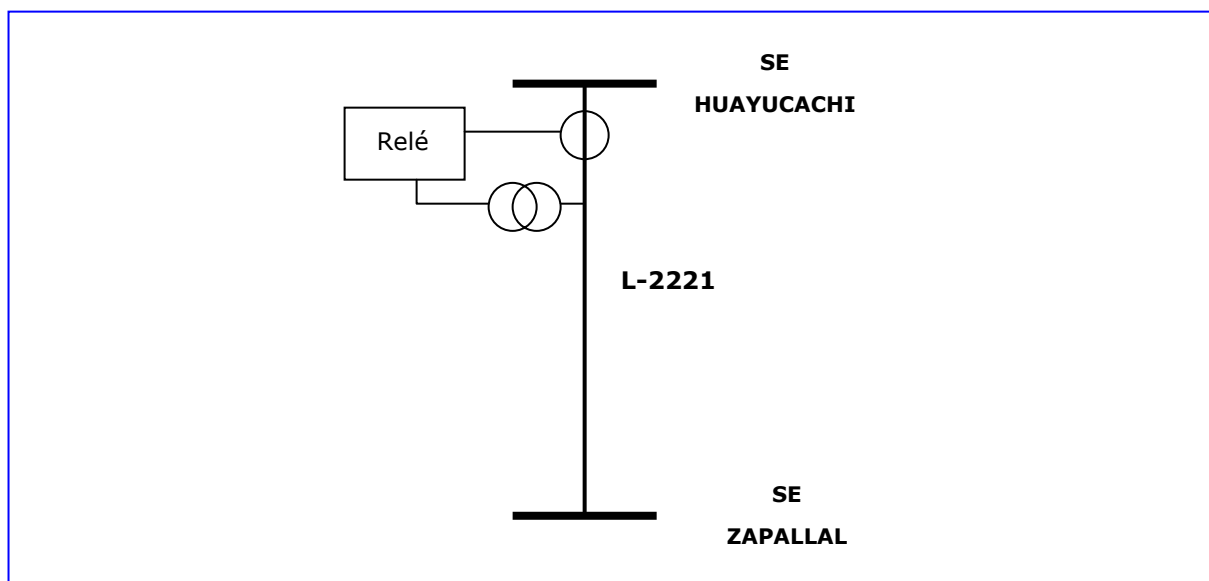 SE
HUAYUCACHI
Relé
L-2221
SE
ZAPALLAL